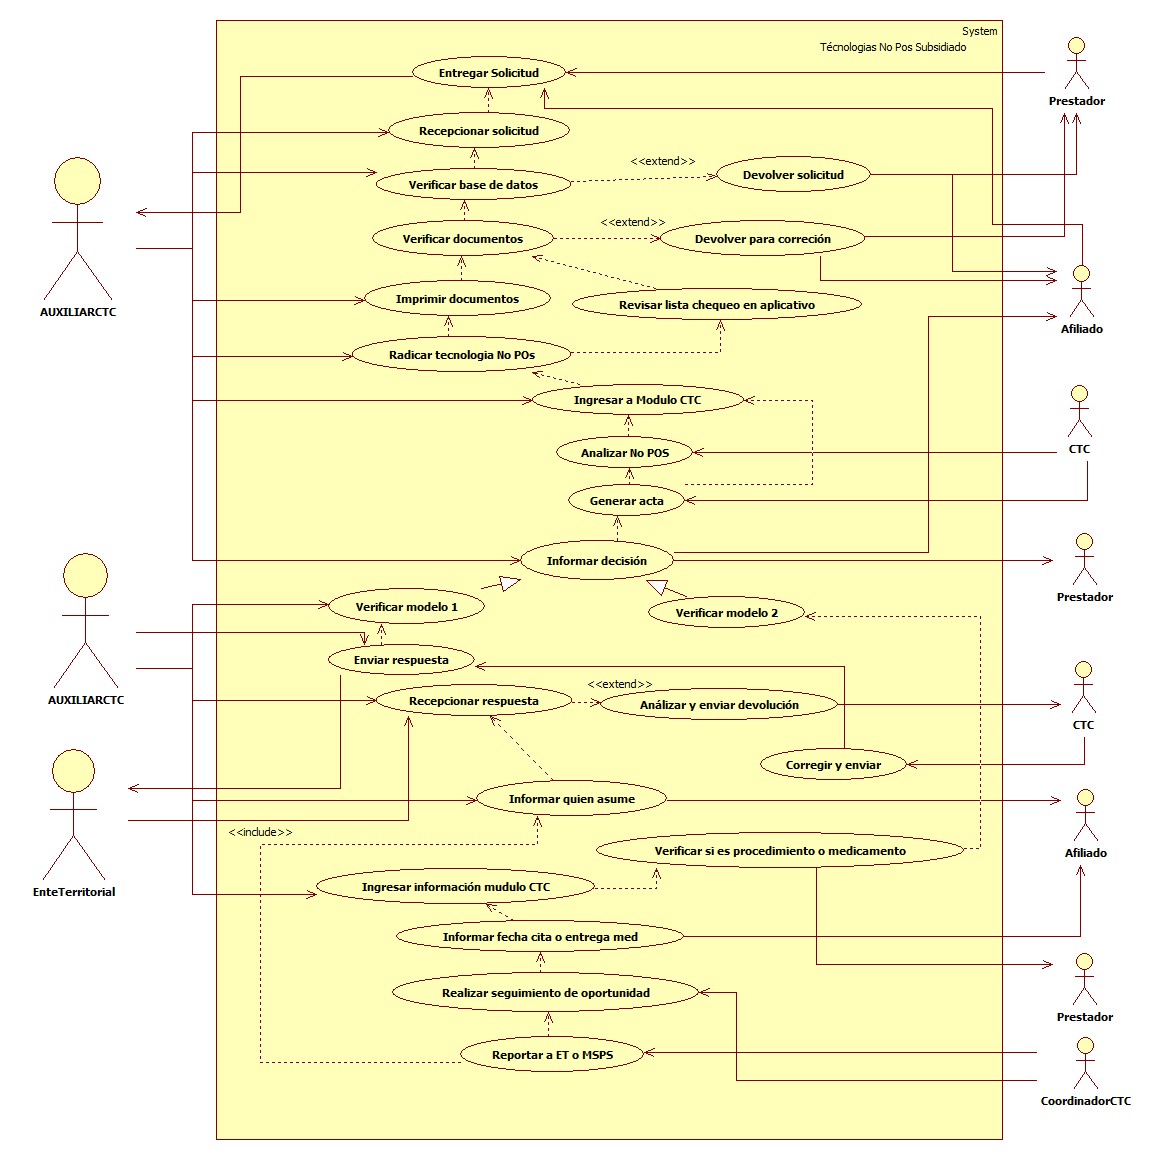 System
Técnologias No Pos Subsidiado
Entregar Solicitud
Prestador
Recepcionar solicitud
<<extend>>
Devolver solicitud
Verificar base de datos
<<extend>>
Verificar documentos
Devolver para correción
AUXILIARCTC
Imprimir documentos
Revisar lista chequeo en aplicativo
Afiliado
Radicar tecnologia No POs
Ingresar a Modulo CTC
Analizar No POS
CTC
Generar acta
Informar decisión
Prestador
Verificar modelo 1
Verificar modelo 2
Enviar respuesta
<<extend>>
AUXILIARCTC
Recepcionar respuesta
Análizar y enviar devolución
CTC
Corregir y enviar
Informar quien asume
<<include>>
Verificar si es procedimiento o medicamento
Afiliado
EnteTerritorial
Ingresar información mudulo CTC
Informar fecha cita o entrega med
Realizar seguimiento de oportunidad
Prestador
Reportar a ET o MSPS
CoordinadorCTC